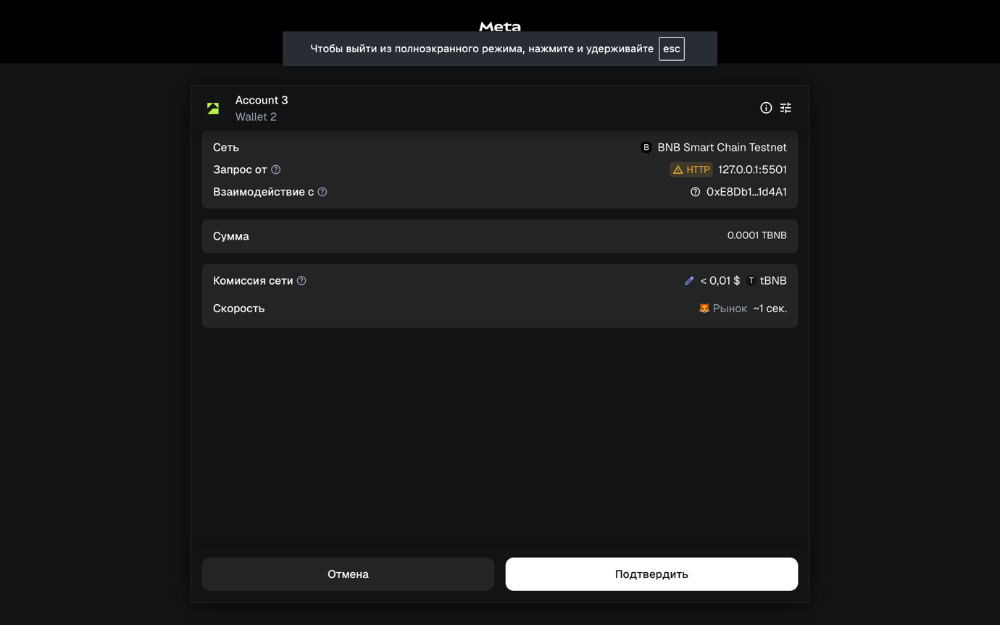 Meta
Чтобы выйти из полноэкранного режима, нажмите и удерживайте esc
Account 3
Wallet 2
Сеть B BNB Smart Chain Testnet
Запрос от HTTP 127.0.0.1:5501
Взаимодействие с 0xE8Db1...1d4A1
Сумма 0.0001 TBNB
Комиссия сети < 0,01 $ T tBNB
Скорость Рынок ~1 сек.
Отмена Подтвердить